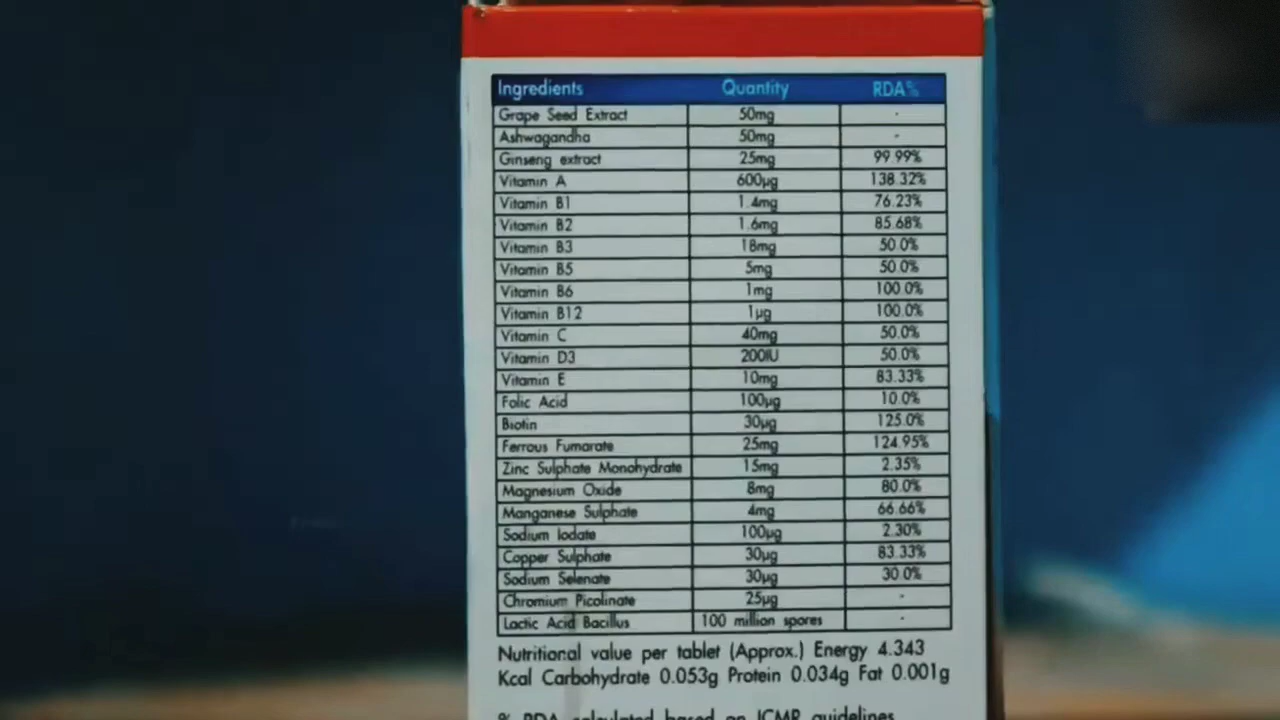 Ingredients Quantity RDA%
Grape Seed Extract 50mg -
Ashwagandha 50mg -
Ginseng extract 25mg 99.99%
Vitamin A 600µg 138.32%
Vitamin B1 1.4mg 76.23%
Vitamin B2 1.6mg 85.68%
Vitamin B3 18mg 50.0%
Vitamin B5 5mg 50.0%
Vitamin B6 1mg 100.0%
Vitamin B12 1µg 100.0%
Vitamin C 40mg 50.0%
Vitamin D3 200IU 50.0%
Vitamin E 10mg 83.33%
Folic Acid 100µg 10.0%
Biotin 30µg 125.0%
Ferrous Fumarate 25mg 124.95%
Zinc Sulphate Monohydrate 15mg 2.35%
Magnesium Oxide 8mg 80.0%
Manganese Sulphate 4mg 66.66%
Sodium Iodate 100µg 2.30%
Copper Sulphate 30µg 83.33%
Sodium Selenate 30µg 30.0%
Chromium Picolinate 25µg -
Lactic Acid Bacillus 100 million spores -
Nutritional value per tablet (Approx.) Energy 4.343
Kcal Carbohydrate 0.053g Protein 0.034g Fat 0.001g
% RDA calculated based on ICMR guidelines